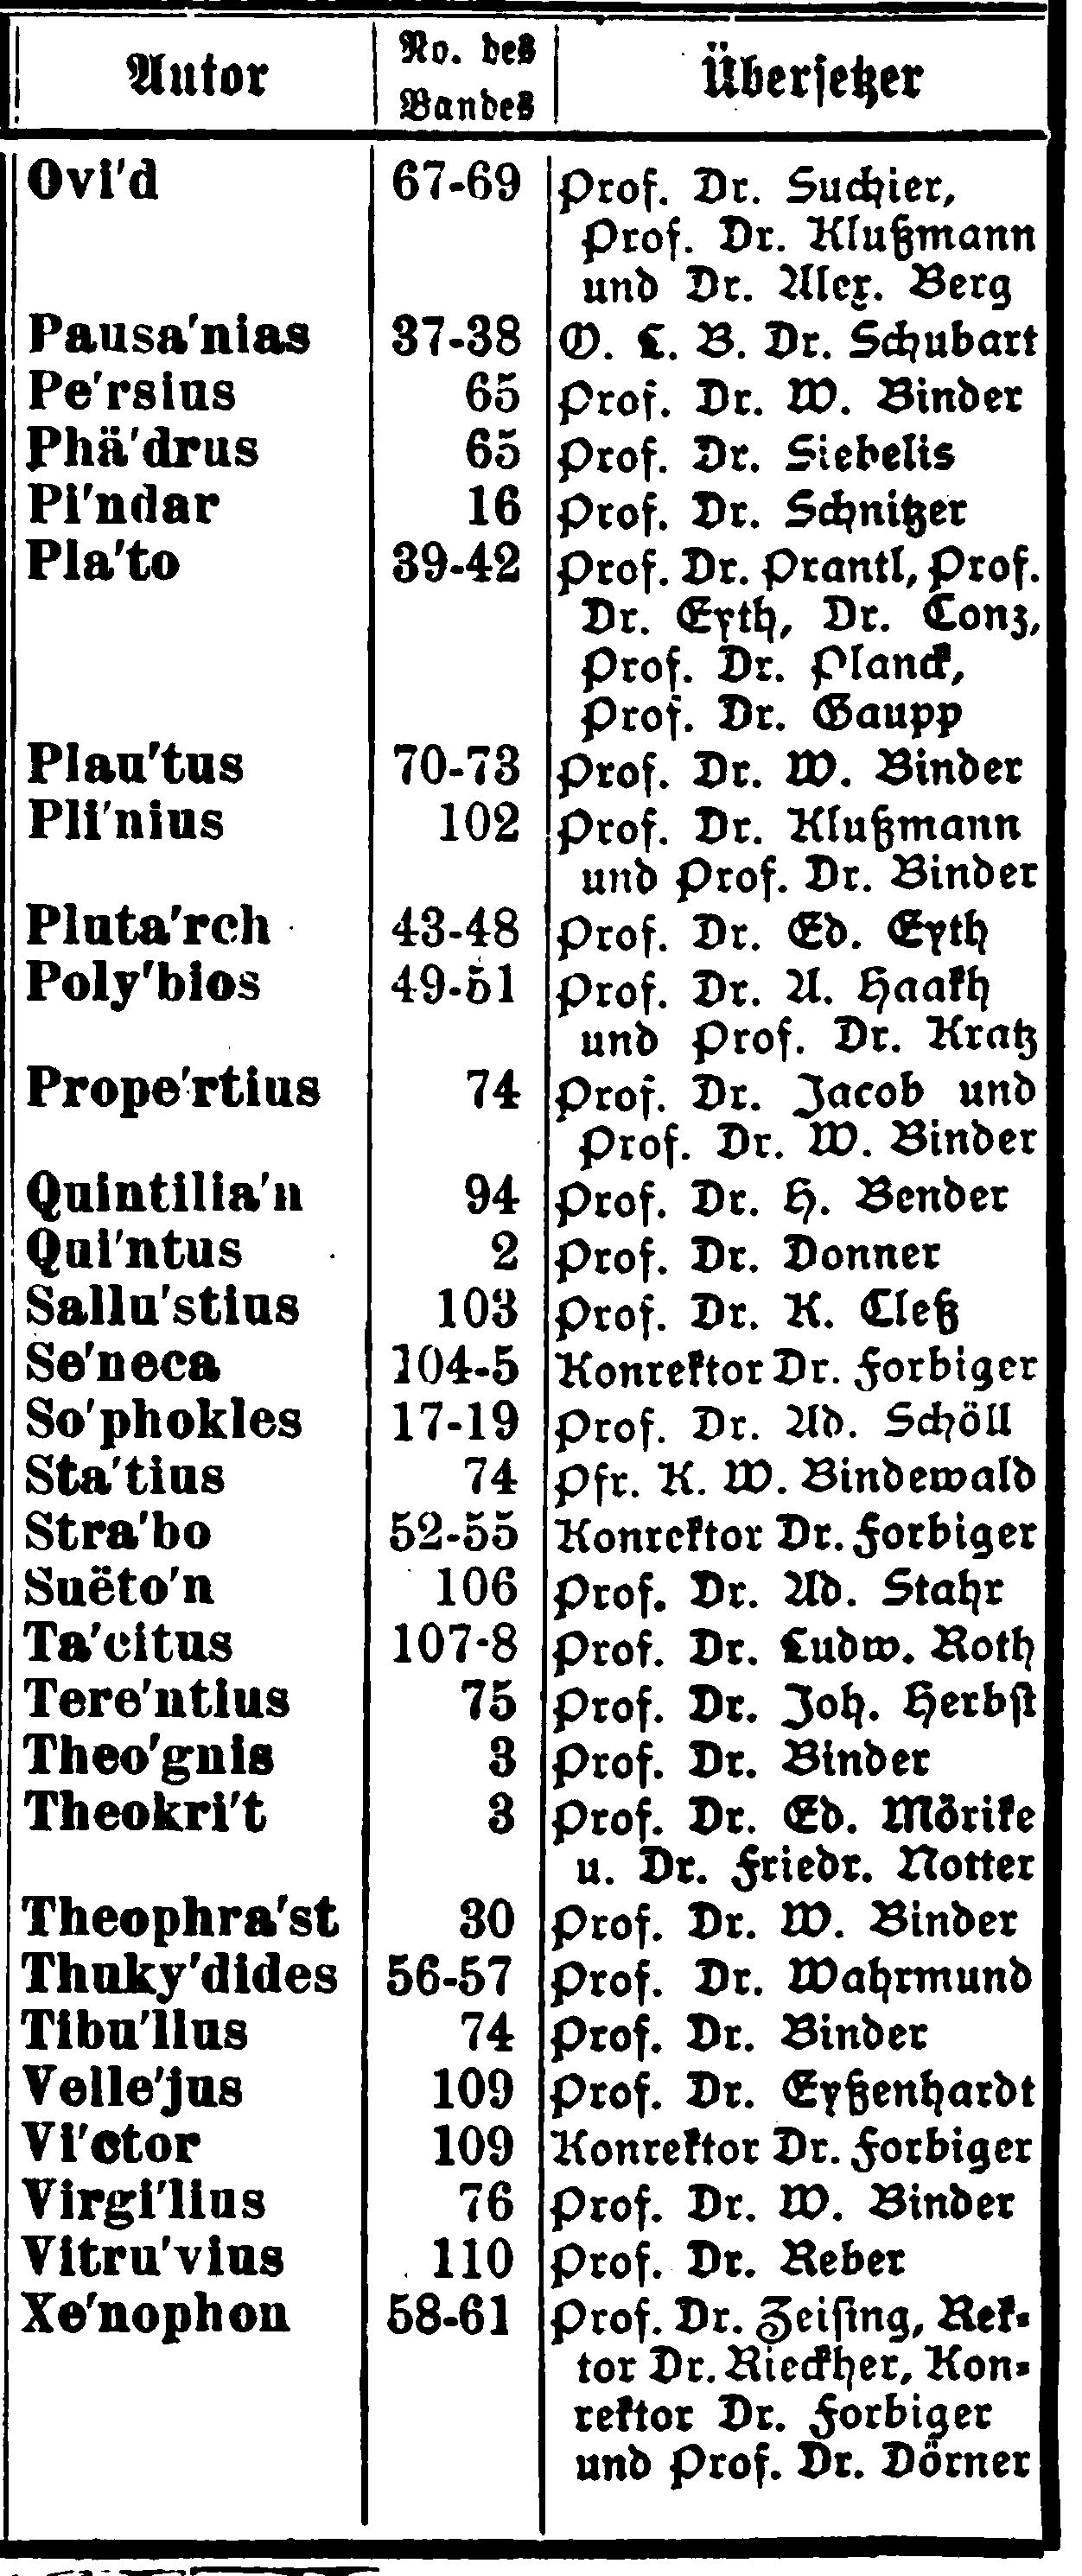 Autor No. des Übersetzer
Bandes
Ovi'd 67-69 Prof. Dr. Suchier,
Prof. Dr. Klußmann
und Dr. Alex. Berg
Pausa'nias 37-38 O. L. B. Dr. Schubart
Pe'rsius 65 Prof. Dr. W. Binder
Phä'drus 65 Prof. Dr. Siebelis
Pi'ndar 16 Prof. Dr. Schnitzer
Pla'to 39-42 Prof. Dr. Prantl, Prof.
Dr. Eyth, Dr. Conz,
Prof. Dr. Planck,
Prof. Dr. Gaupp
Plau'tus 70-73 Prof. Dr. W. Binder
Pli'nius 102 Prof. Dr. Klußmann
und Prof. Dr. Binder
Pluta'rch 43-48 Prof. Dr. Ed. Eyth
Poly'bios 49-51 Prof. Dr. A. Haakh
und Prof. Dr. Kratz
Prope'rtius 74 Prof. Dr. Jacob und
Prof. Dr. W. Binder
Quintilia'n 94 Prof. Dr. H. Bender
Qui'ntus 2 Prof. Dr. Donner
Sallu'stius 103 Prof. Dr. K. Cleß
Se'neca 104-5 Konrektor Dr. Forbiger
So'phokles 17-19 Prof. Dr. Ad. Schöll
Sta'tius 74 Pfr. K. W. Bindewald
Stra'bo 52-55 Konrektor Dr. Forbiger
Suëto'n 106 Prof. Dr. Ad. Stahr
Ta'citus 107-8 Prof. Dr. Ludw. Roth
Tere'ntius 75 Prof. Dr. Joh. Herbst
Theo'gnis 3 Prof. Dr. Binder
Theokri't 3 Prof. Dr. Ed. Mörike
u. Dr. Friedr. Notter
Theophra'st 30 Prof. Dr. W. Binder
Thuky'dides 56-57 Prof. Dr. Wahrmund
Tibu'llus 74 Prof. Dr. Binder
Velle'jus 109 Prof. Dr. Eyßenhardt
Vi'ctor 109 Konrektor Dr. Forbiger
Virgi'lius 76 Prof. Dr. W. Binder
Vitru'vius 110 Prof. Dr. Reber
Xe'nophon 58-61 Prof. Dr. Zeising, Rek-
tor Dr. Rieckher, Kon-
rektor Dr. Forbiger
und Prof. Dr. Dörner